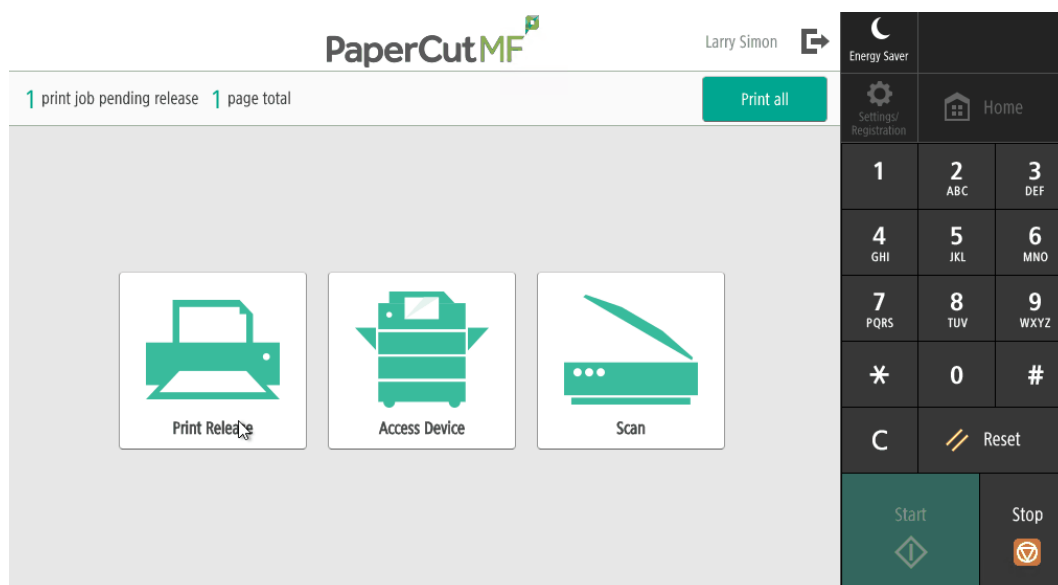 PaperCutMF
Larry Simon
1 print job pending release 1 page total
Print all
Print Release
Access Device
Scan
Energy Saver
Settings/
Registration
Home
1
2
ABC
3
DEF
4
GHI
5
JKL
6
MNO
7
PQRS
8
TUV
9
WXYZ
*
0
#
C
Reset
Start
Stop